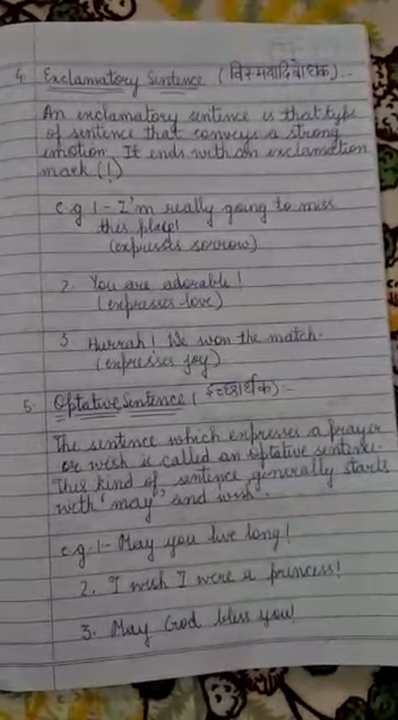 4. Exclamatory Sentence (विस्मयादिबोधक) :-
An exclamatory sentence is that type
of sentence that conveys a strong
emotion. It ends with an exclamation
mark (!)
e.g 1- I'm really going to miss
this place!
(expresses sorrow)
2. You are adorable!
(expresses love)
3 Hurrah! We won the match.
(expresses joy)
5. Optative Sentence (इच्छार्थक) :-
The sentence which expresses a prayer
or wish is called an optative sentence.
This kind of sentence generally starts
with 'may' and wish.
e.g. 1- May you live long!
2. I wish I were a princess!
3. May God bless you!